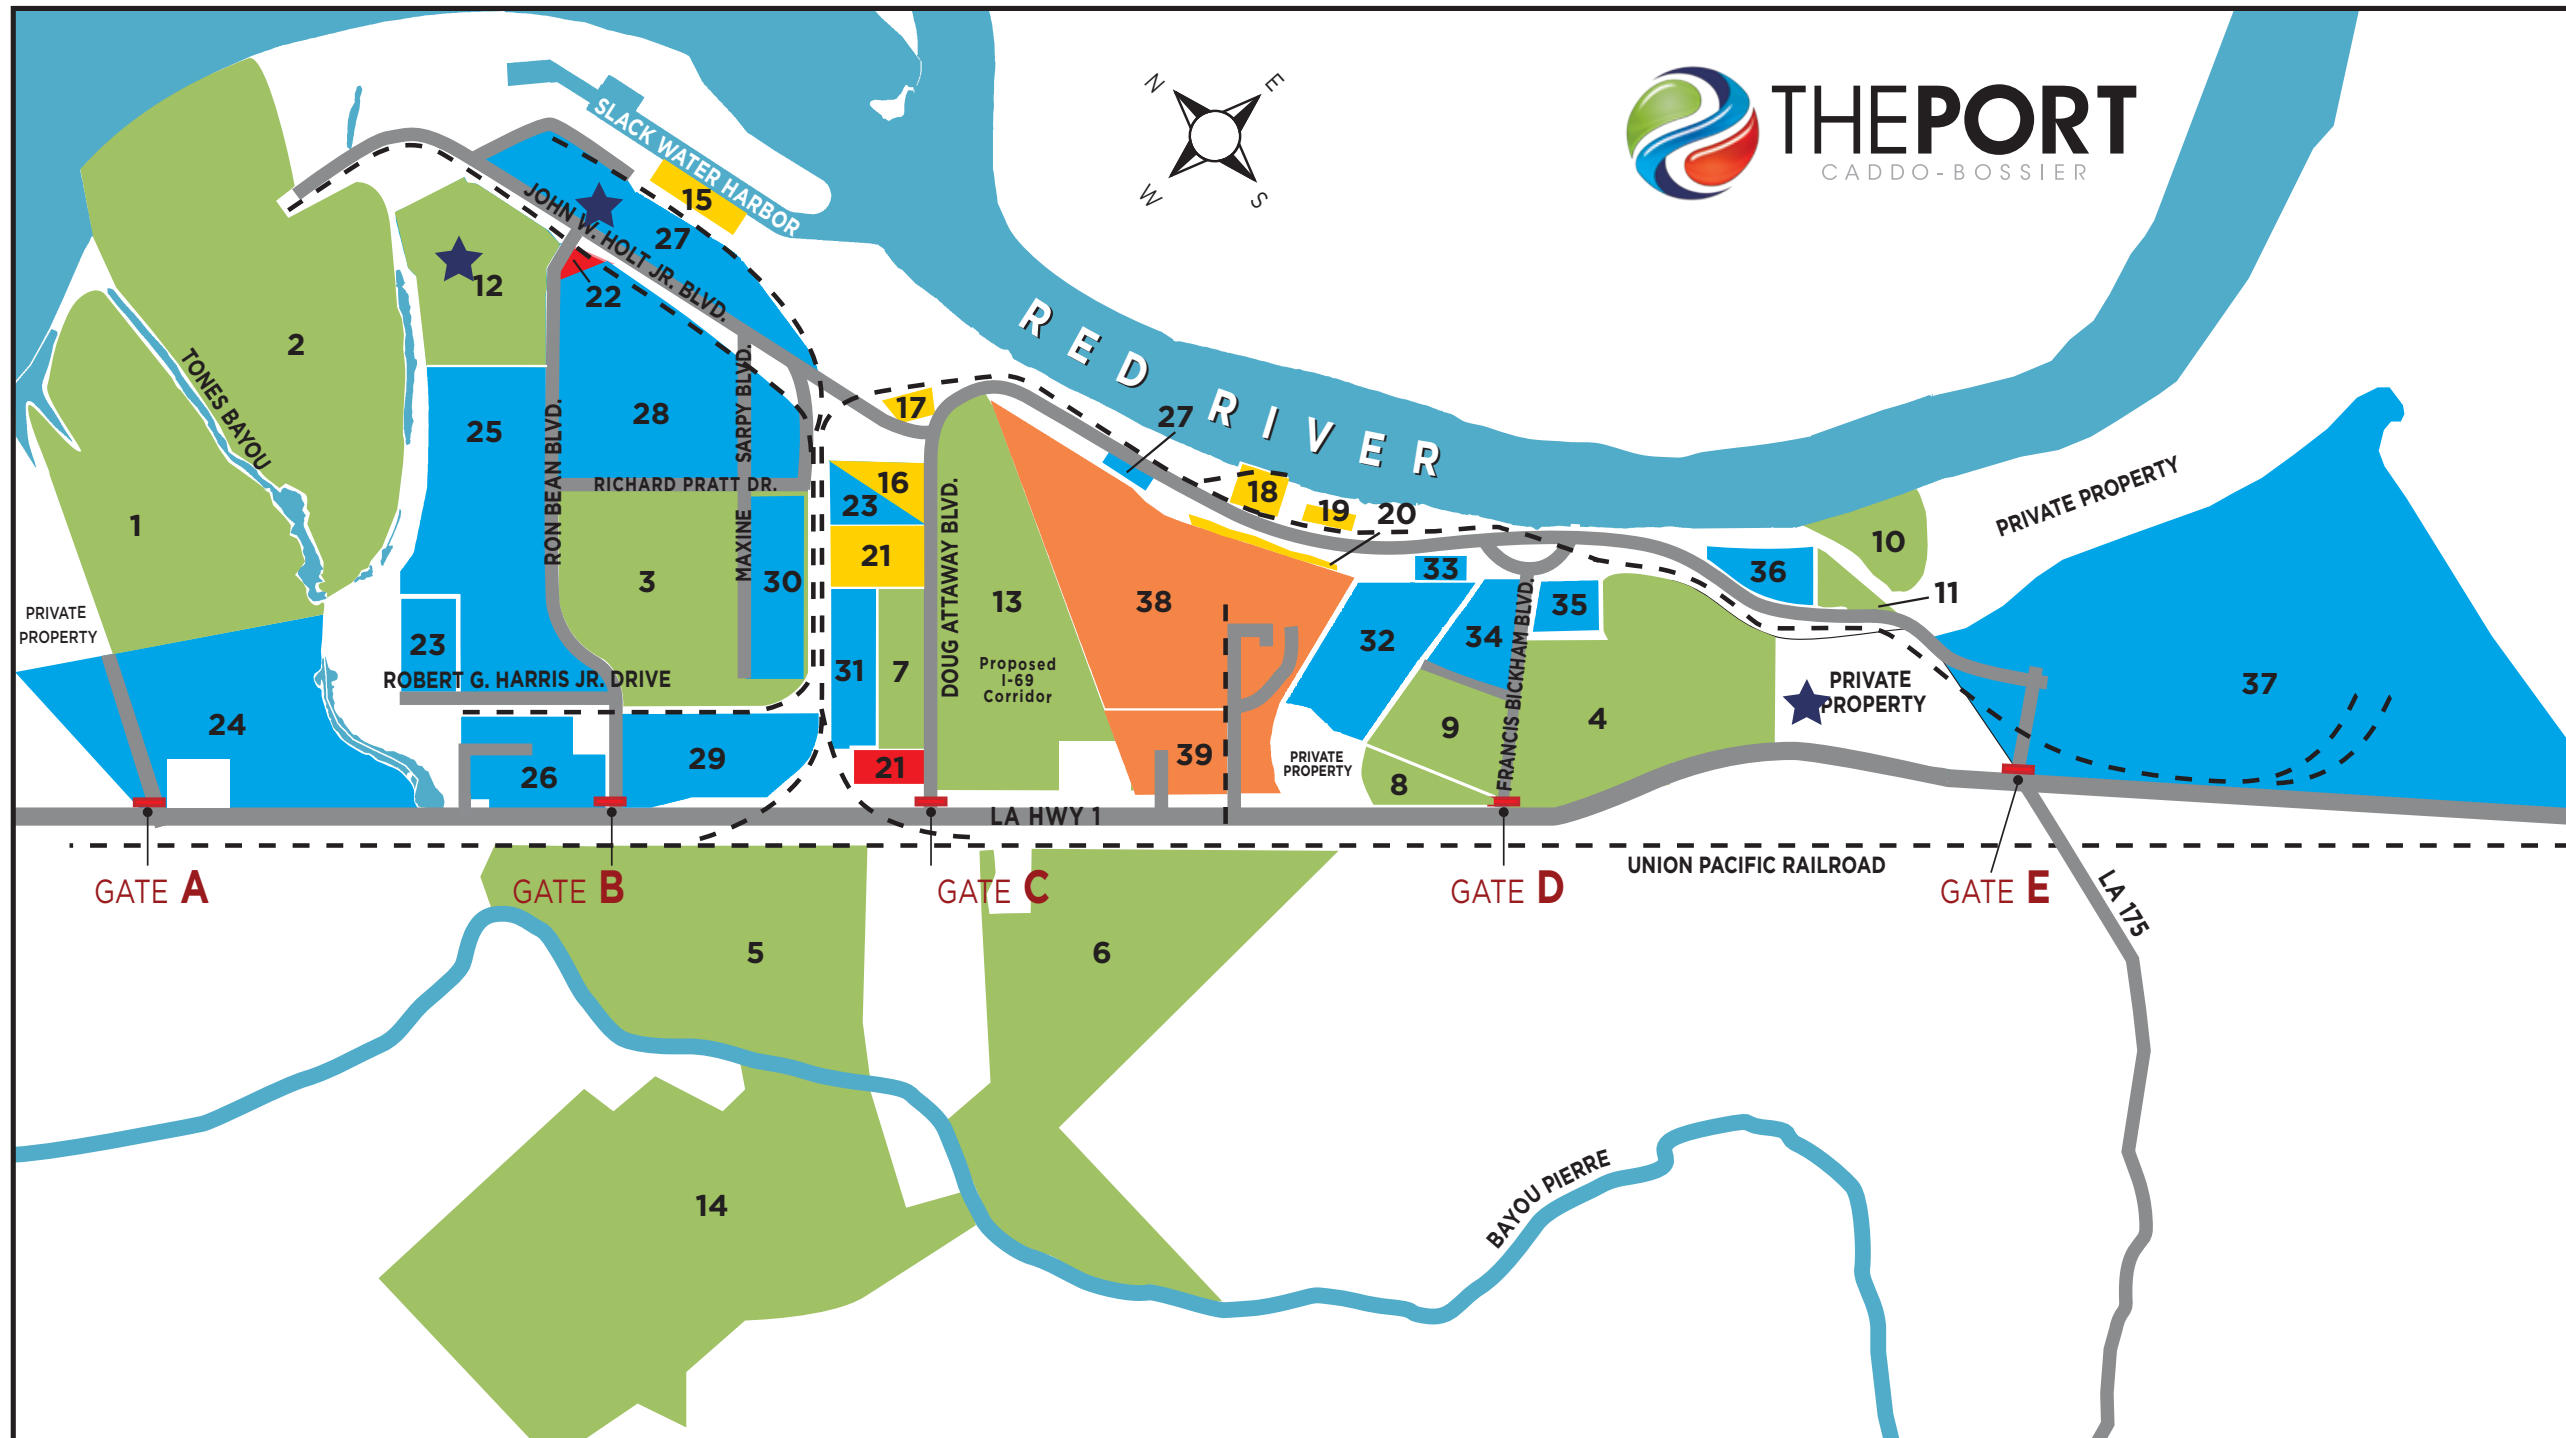 N
E
W
S
THEPORT
CADDO-BOSSIER
SLACK WATER HARBOR
15
27
JOHN W. HOLT JR. BLVD.
12
22
2
TONES BAYOU
1
PRIVATE
PROPERTY
24
25
RON BEAN BLVD.
28
MAXINE SARPY BLVD.
RICHARD PRATT DR.
3
30
23
ROBERT G. HARRIS JR. DRIVE
26
29
RED RIVER
17
27
16
23
21
31
7
21
DOUG ATTAWAY BLVD.
13
Proposed
I-69
Corridor
38
39
18
19
20
33
32
34
35
FRANCIS BICKHAM BLVD.
9
8
4
PRIVATE
PROPERTY
36
10
11
PRIVATE PROPERTY
PRIVATE
PROPERTY
37
LA HWY 1
UNION PACIFIC RAILROAD
GATE A
GATE B
GATE C
GATE D
GATE E
LA 175
5
6
14
BAYOU PIERRE